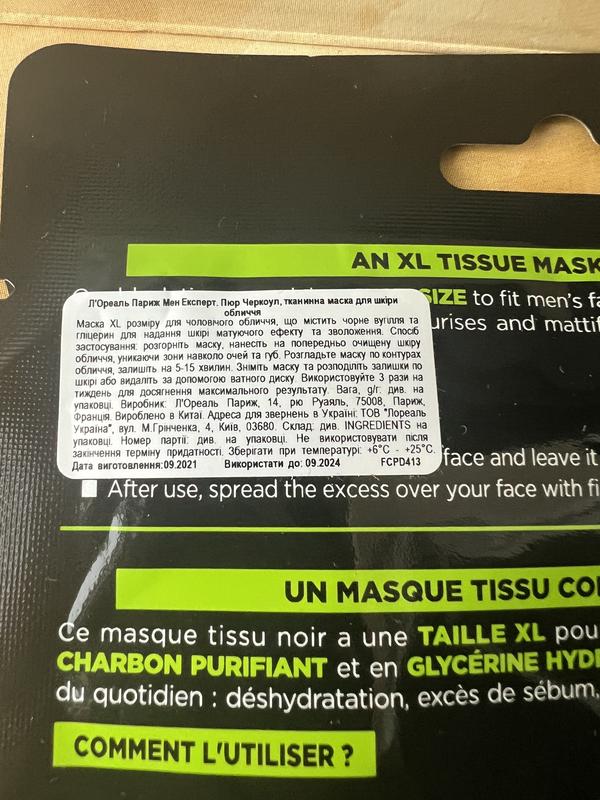 AN XL TISSUE MASK
SIZE to fit men's fa
urises and mattif
Л'Ореаль Париж Мен Експерт. Пюр Черкоул, тканинна маска для шкіри
обличчя
Маска XL розміру для чоловічого обличчя, що містить чорне вугілля та
гліцерин для надання шкірі матуючого ефекту та зволоження. Спосіб
застосування: розгорніть маску, нанесіть на попередньо очищену шкіру
обличчя, уникаючи зони навколо очей та губ. Розгладьте маску по контурах
обличчя, залишіть на 5-15 хвилин. Зніміть маску та розподіліть залишки по
шкірі або видаліть за допомогою ватного диску. Використовуйте 3 рази на
тиждень для досягнення максимального результату. Вага, g/г: див. на
упаковці. Виробник: Л'Ореаль Париж, 14, рю Руаяль, 75008, Париж,
Франція. Вироблено в Китаї. Адреса для звернень в Україні: ТОВ "Лореаль
Україна", вул. М.Грінченка, 4, Київ, 03680. Склад: див. INGREDIENTS на
упаковці. Номер партії: див. на упаковці. Не використовувати після
закінчення терміну придатності. Зберігати при температурі: +6°C - +25°C.
Дата виготовлення:09.2021 Використати до: 09.2024 FCPD413
face and leave it
After use, spread the excess over your face with fi
UN MASQUE TISSU CO
Ce masque tissu noir a une TAILLE XL pou
CHARBON PURIFIANT et en GLYCÉRINE HYD
du quotidien : déshydratation, excès de sébum,
COMMENT L'UTILISER ?